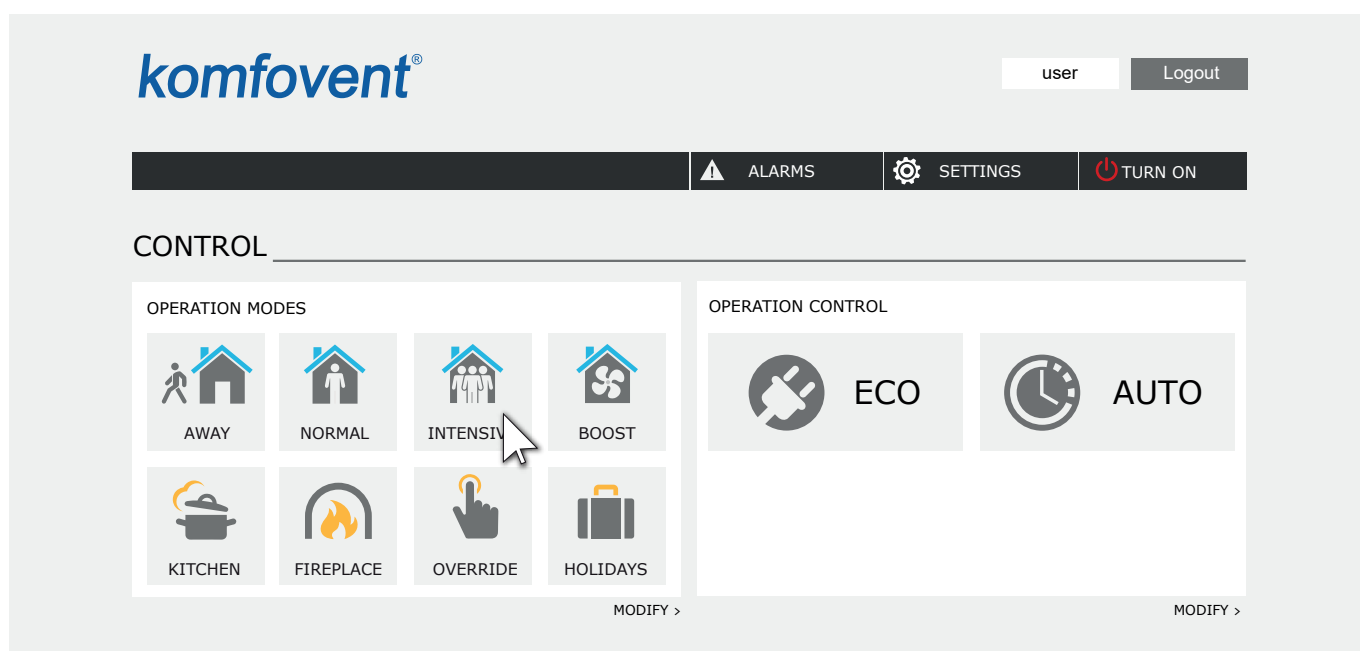 komfovent®
user Logout
ALARMS SETTINGS TURN ON
CONTROL
OPERATION MODES
AWAY NORMAL INTENSIV BOOST
KITCHEN FIREPLACE OVERRIDE HOLIDAYS
MODIFY >
OPERATION CONTROL
ECO AUTO
MODIFY >